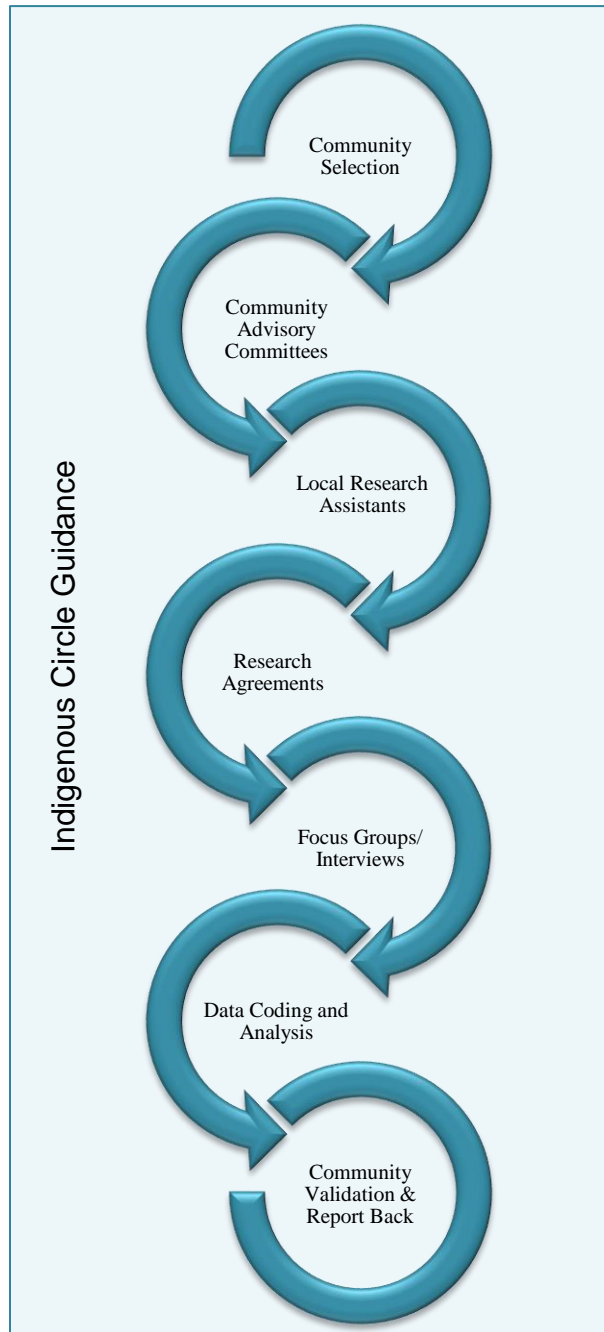 Indigenous Circle Guidance
Community
Selection
Community
Advisory
Committees
Local Research
Assistants
Research
Agreements
Focus Groups/
Interviews
Data Coding and
Analysis
Community
Validation &
Report Back